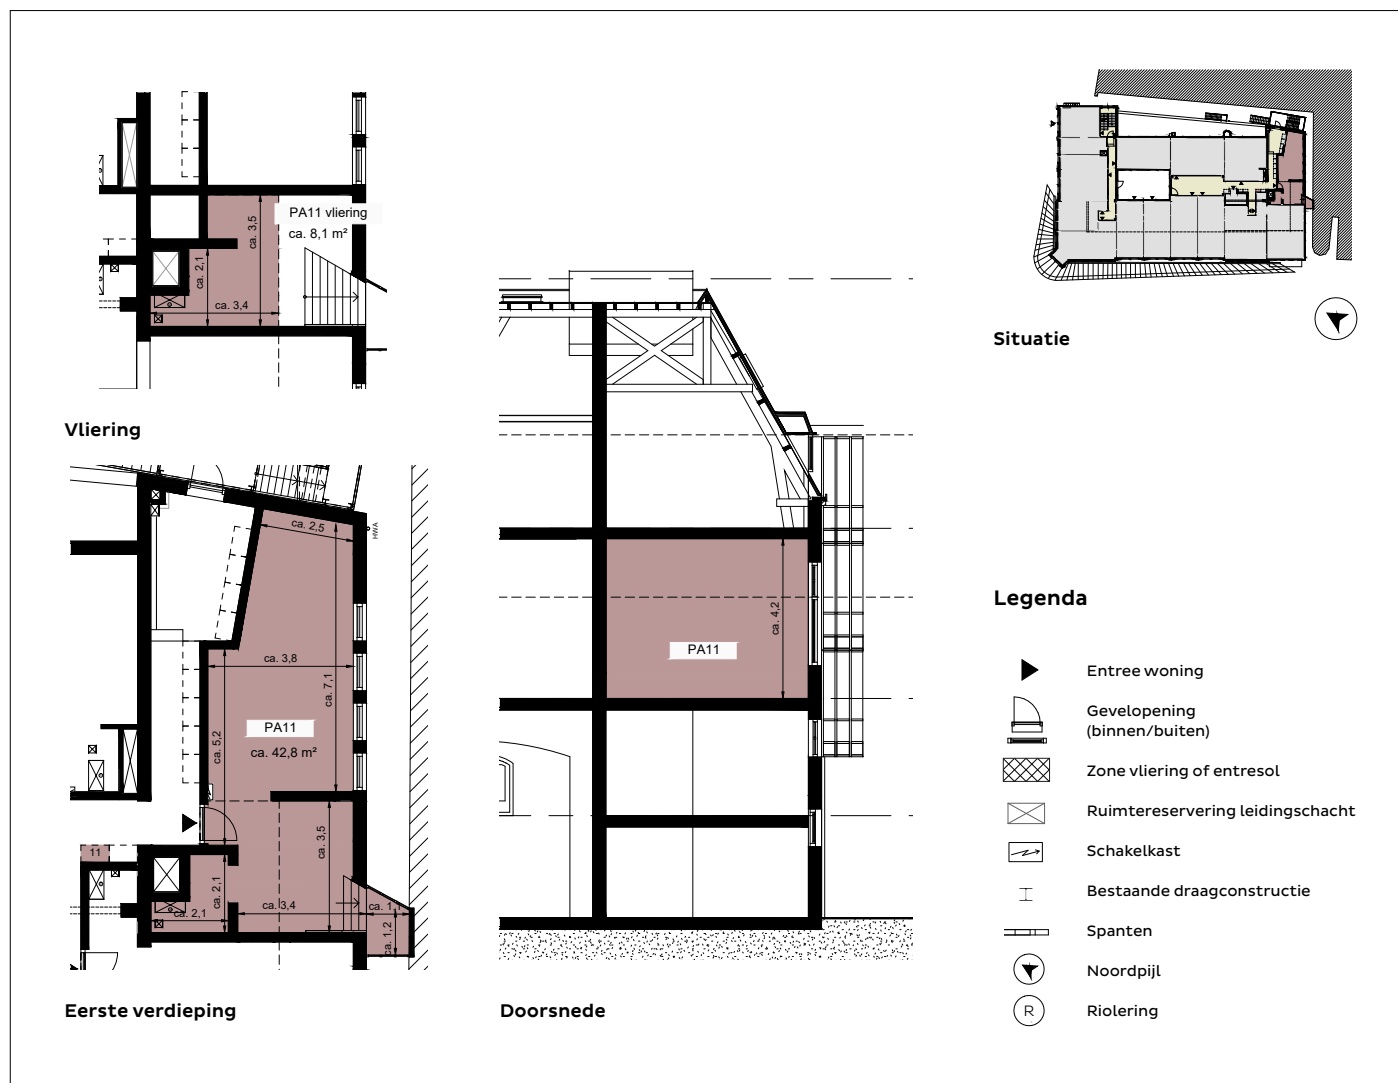 PA11 vliering
ca. 8,1 m²
ca. 3,5
ca. 2,1
ca. 3,4
Vliering
ca. 2,5
HWA
ca. 3,8
ca. 7,1
PA11
ca. 42,8 m²
ca. 5,2
ca. 3,5
11
ca. 2,1
ca. 2,1
ca. 3,4
ca. 1,1
ca. 1,2
Eerste verdieping
ca. 4,2
PA11
Doorsnede
Situatie
Legenda
Entree woning
Gevelopening
(binnen/buiten)
Zone vliering of entresol
Ruimtereservering leidingschacht
Schakelkast
Bestaande draagconstructie
Spanten
Noordpijl
R
Riolering